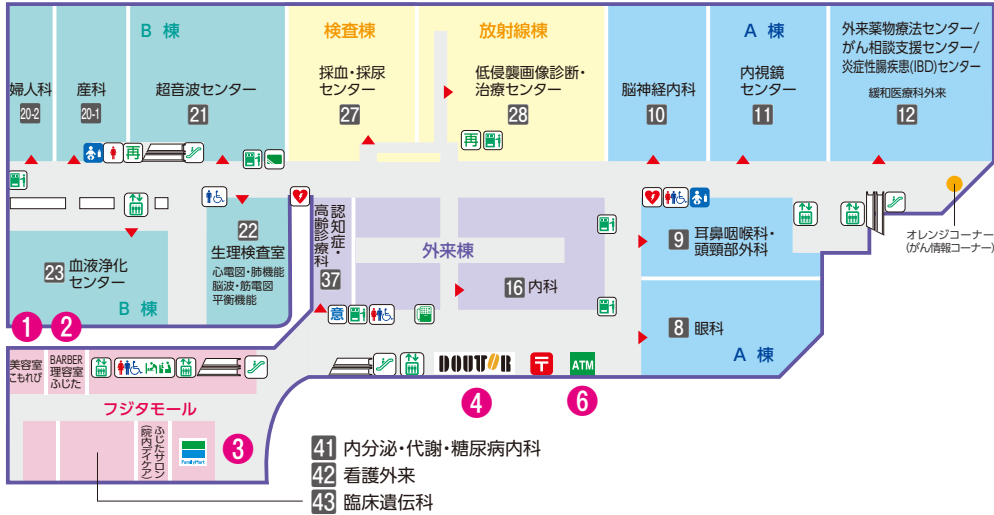 B 棟
検査棟
放射線棟
A 棟
外来薬物療法センター/
がん相談支援センター/
炎症性腸疾患(IBD)センター
緩和医療科外来
12
婦人科
20-2
産科
20-1
超音波センター
21
採血・採尿
センター
27
低侵襲画像診断・
治療センター
28
脳神経内科
10
内視鏡
センター
11
再
再
22
生理検査室
心電図・肺機能
脳波・筋電図
平衡機能
23 血液浄化
センター
B 棟
認知症・
高齢診療科
37
外来棟
16 内科
9 耳鼻咽喉科・
頭頸部外科
8 眼科
A 棟
オレンジコーナー
(がん情報コーナー)
意
1
2
美容室
こもれび
BARBER
理容室
ふじた
フジタモール
ふじたサロン
(院内デイケア)
FamilyMart
3
DOUTOR
〒
ATM
4
6
41 内分泌・代謝・糖尿病内科
42 看護外来
43 臨床遺伝科